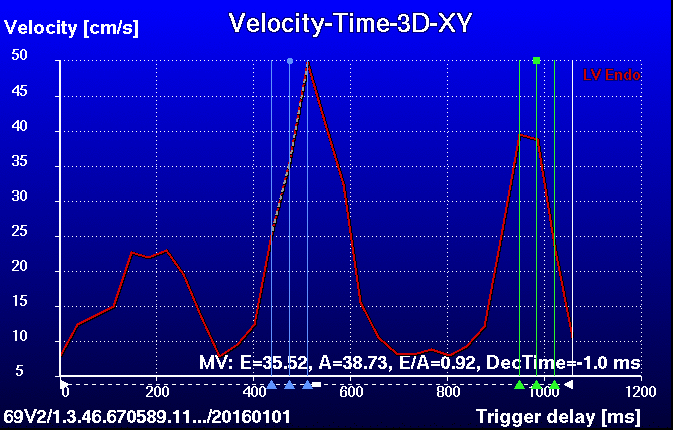 Velocity-Time-3D-XY
Velocity [cm/s]
50
LV Endo
45
40
35
30
25
20
15
10
MV: E=35.52, A=38.73, E/A=0.92, DecTime=-1.0 ms
5
0 200 400 600 800 1000 1200
69V2/1.3.46.670589.11.../20160101 Trigger delay [ms]